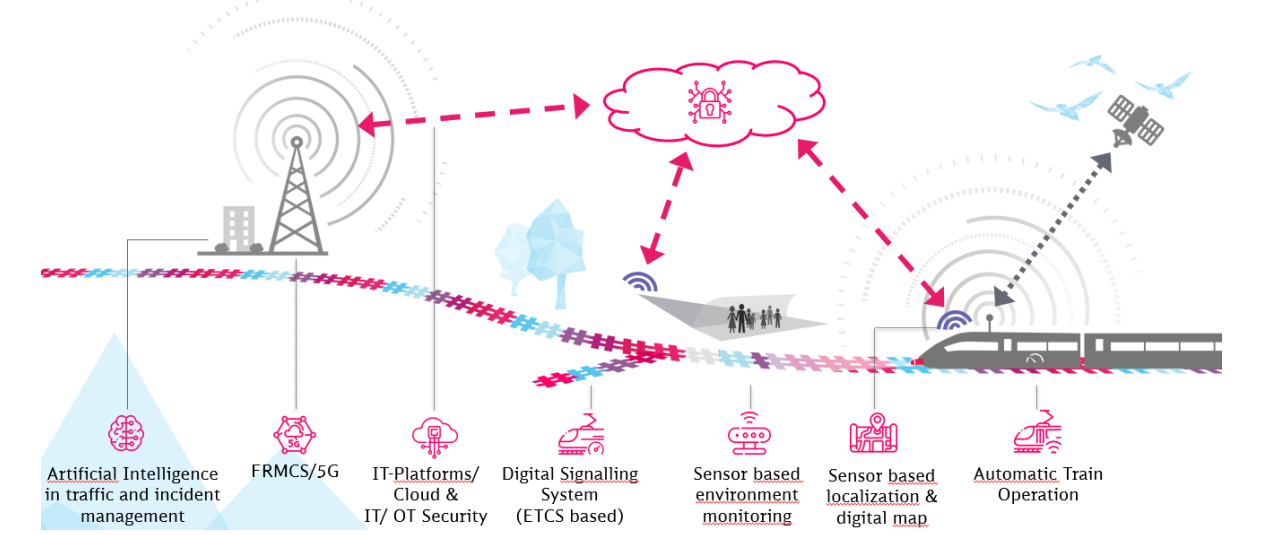 Artificial Intelligence
in traffic and incident
management
5G
FRMCS/5G
IT-Platforms/
Cloud &
IT/ OT Security
Digital Signalling
System
(ETCS based)
Sensor based
environment
monitoring
Sensor based
localization &
digital map
Automatic Train
Operation